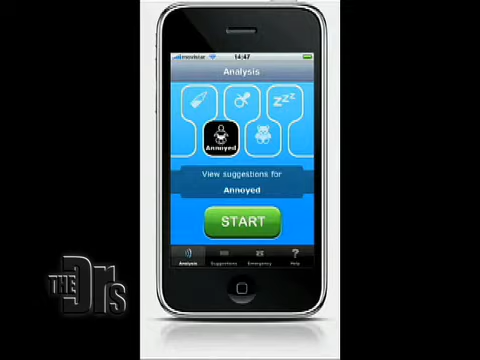 movistar 14:47
Analysis
zzz
Annoyed
View suggestions for
Annoyed
START
Analysis Suggestions Emergency Help
THE Drs